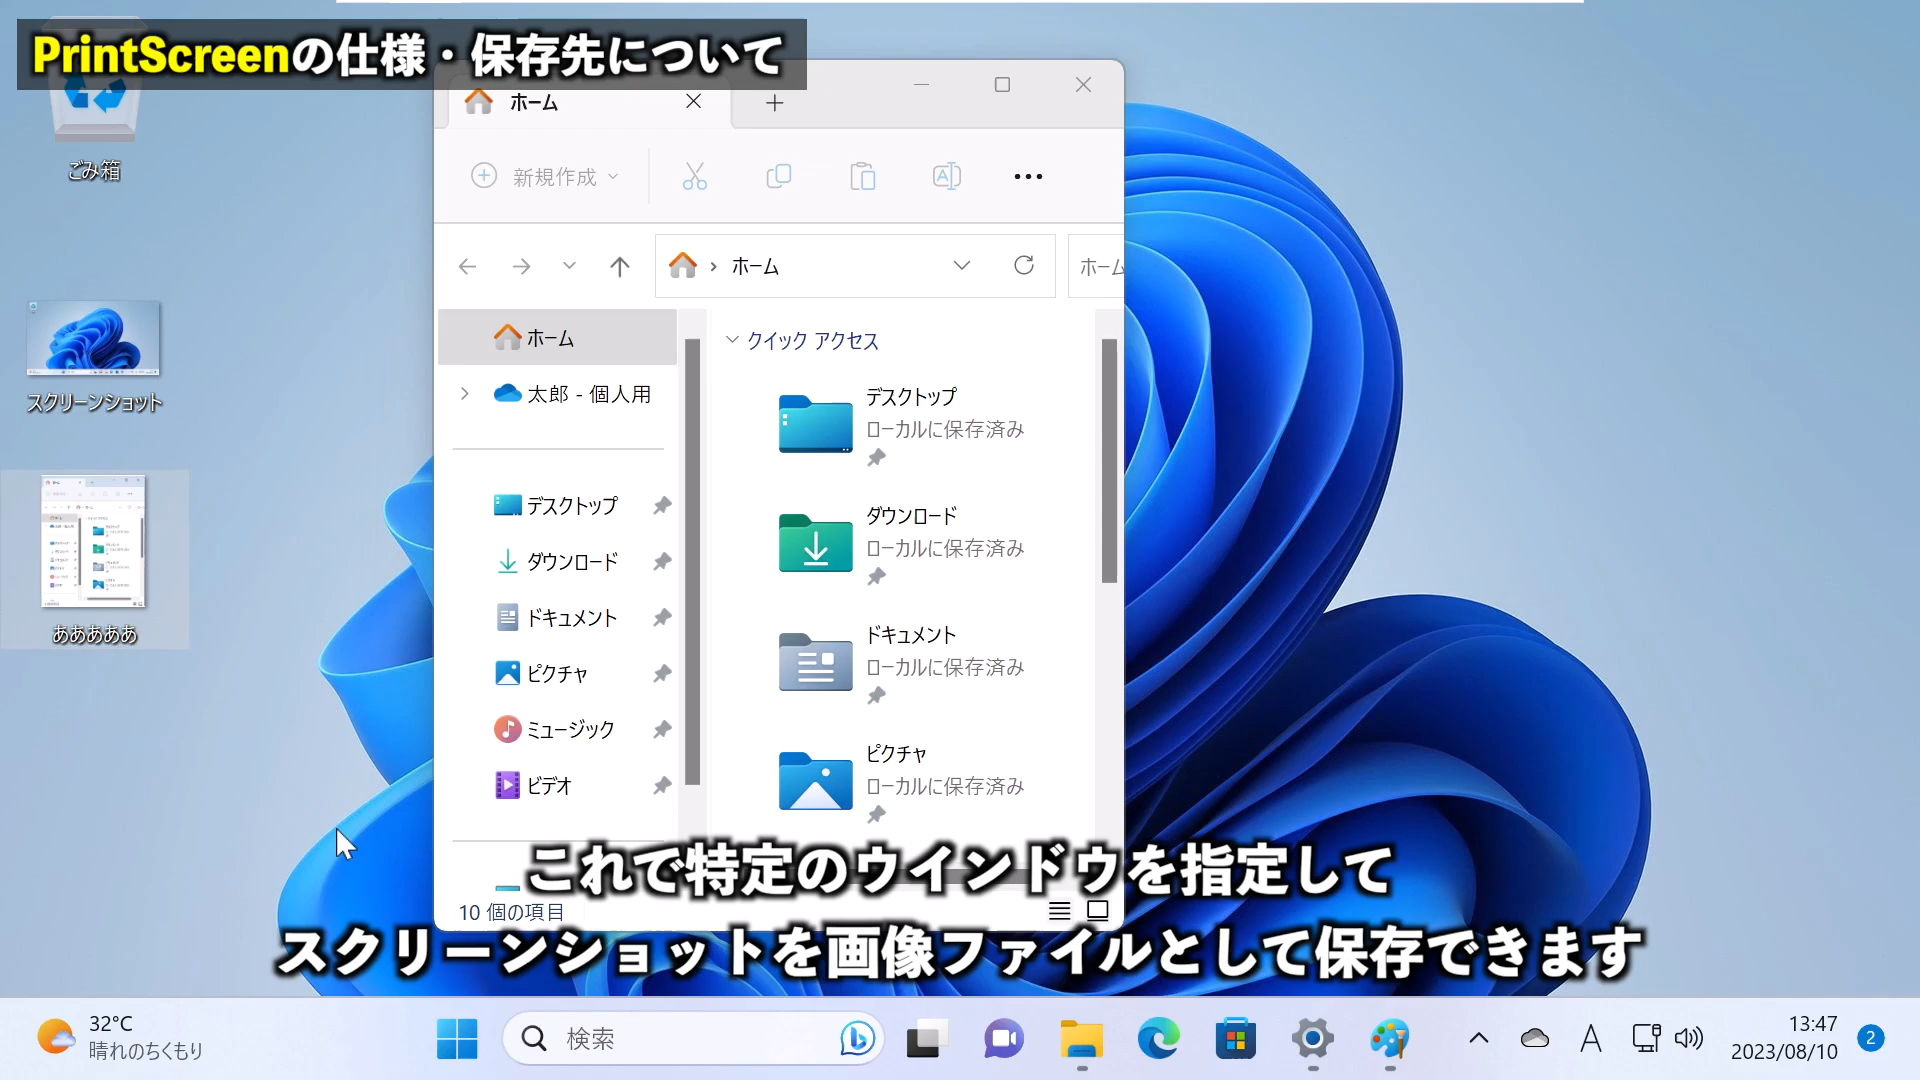 PrintScreenの仕様・保存先について
ホーム
ごみ箱
新規作成
ホーム
ホーム
スクリーンショット
あああああ
ホーム
太郎 - 個人用
デスクトップ
ダウンロード
ドキュメント
ピクチャ
ミュージック
ビデオ
クイック アクセス
デスクトップ
ローカルに保存済み
ダウンロード
ローカルに保存済み
ドキュメント
ローカルに保存済み
ピクチャ
ローカルに保存済み
10 個の項目
これで特定のウインドウを指定して
スクリーンショットを画像ファイルとして保存できます
32°C
晴れのちくもり
検索
A
13:47
2023/08/10
2